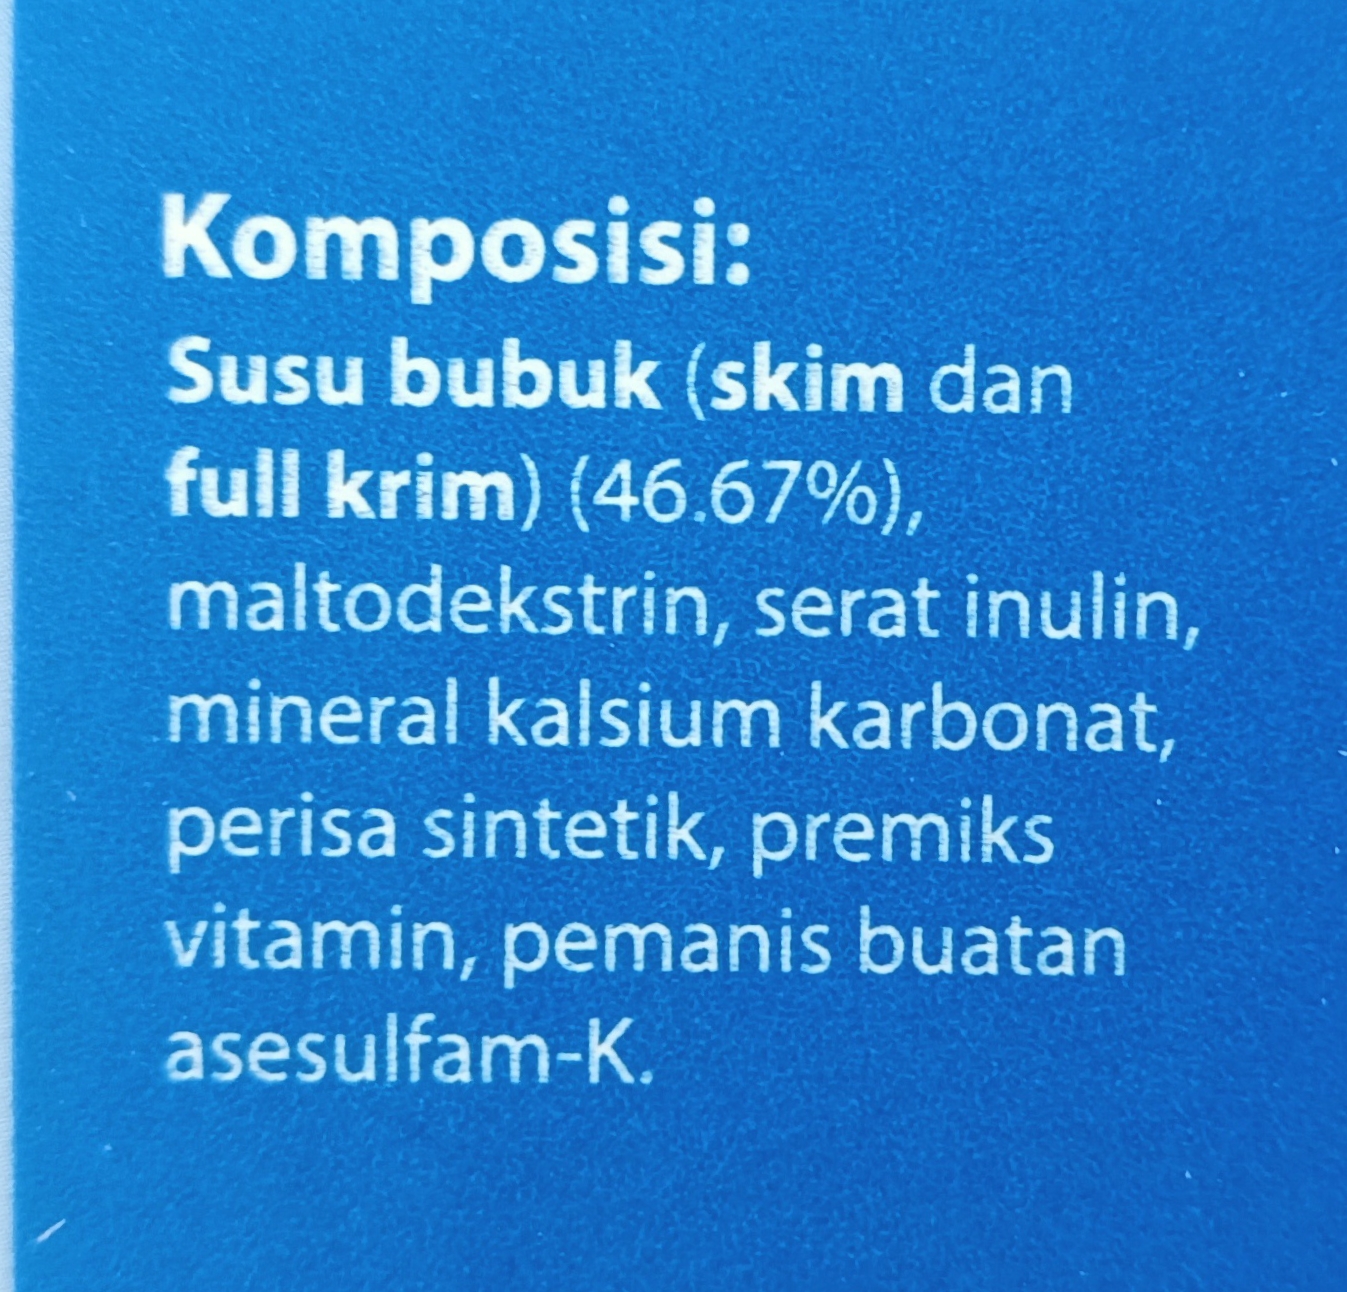 Komposisi:
Susu bubuk (skim dan
full krim) (46.67%),
maltodekstrin, serat inulin,
mineral kalsium karbonat,
perisa sintetik, premiks
vitamin, pemanis buatan
asesulfam-K.